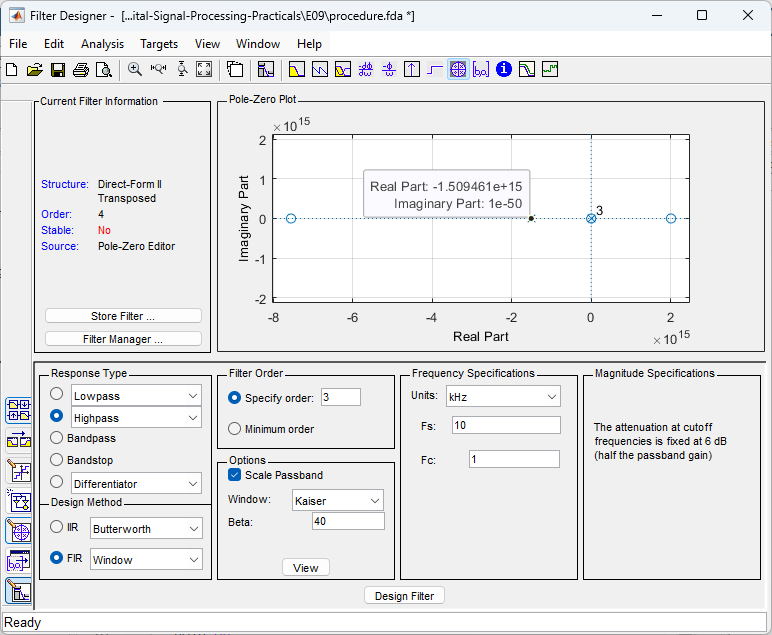 Filter Designer -  [...ital-Signal-Processing-Practicals\E09\procedure.fda *]
File Edit Analysis Targets View Window Help
Current Filter Information
Structure: Direct-Form II
Transposed
Order: 4
Stable: No
Source: Pole-Zero Editor
Store Filter ...
Filter Manager ...
Pole-Zero Plot
× 10^15
2
1
0
-1
-2
Imaginary Part
Real Part: -1.509461e+15
Imaginary Part: 1e-50
3
-8 -6 -4 -2 0 2
Real Part
× 10^15
Response Type
Lowpass
Highpass
Bandpass
Bandstop
Differentiator
Design Method
IIR Butterworth
FIR Window
Filter Order
Specify order: 3
Minimum order
Options
Scale Passband
Window: Kaiser
Beta: 40
View
Frequency Specifications
Units: kHz
Fs: 10
Fc: 1
Magnitude Specifications
The attenuation at cutoff
frequencies is fixed at 6 dB
(half the passband gain)
Design Filter
Ready